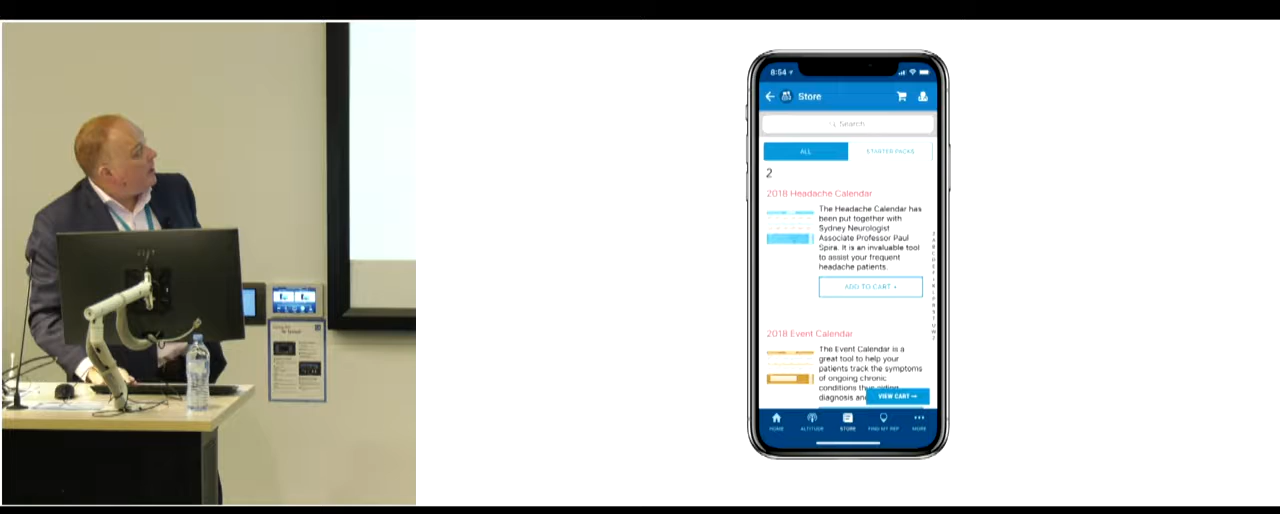 8:54
Store
Search
ALL
STARTER PACKS
2
2018 Headache Calendar
The Headache Calendar has
been put together with
Sydney Neurologist
Associate Professor Paul
Spira. It is an invaluable tool
to assist your frequent
headache patients.
ADD TO CART
2018 Event Calendar
The Event Calendar is a
great tool to help your
patients track the symptoms
of ongoing chronic
conditions thus aiding
diagnosis and
VIEW CART →
HOME
ALTITUDE
STORE
FIND MY REP
MORE